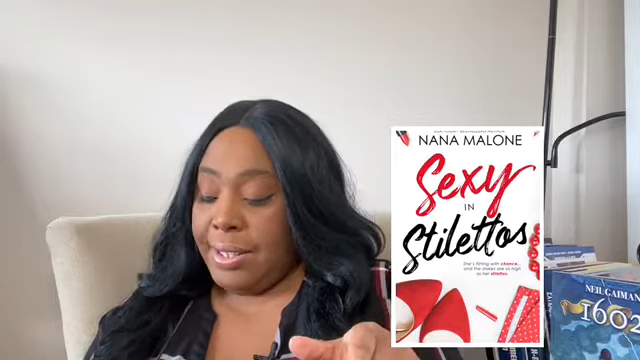 NANA MALONE
Sexy
IN
Stilettos
She's flirting with chance...
and the stakes are as high
as her stilettos.
NEIL GAIMAN
1602